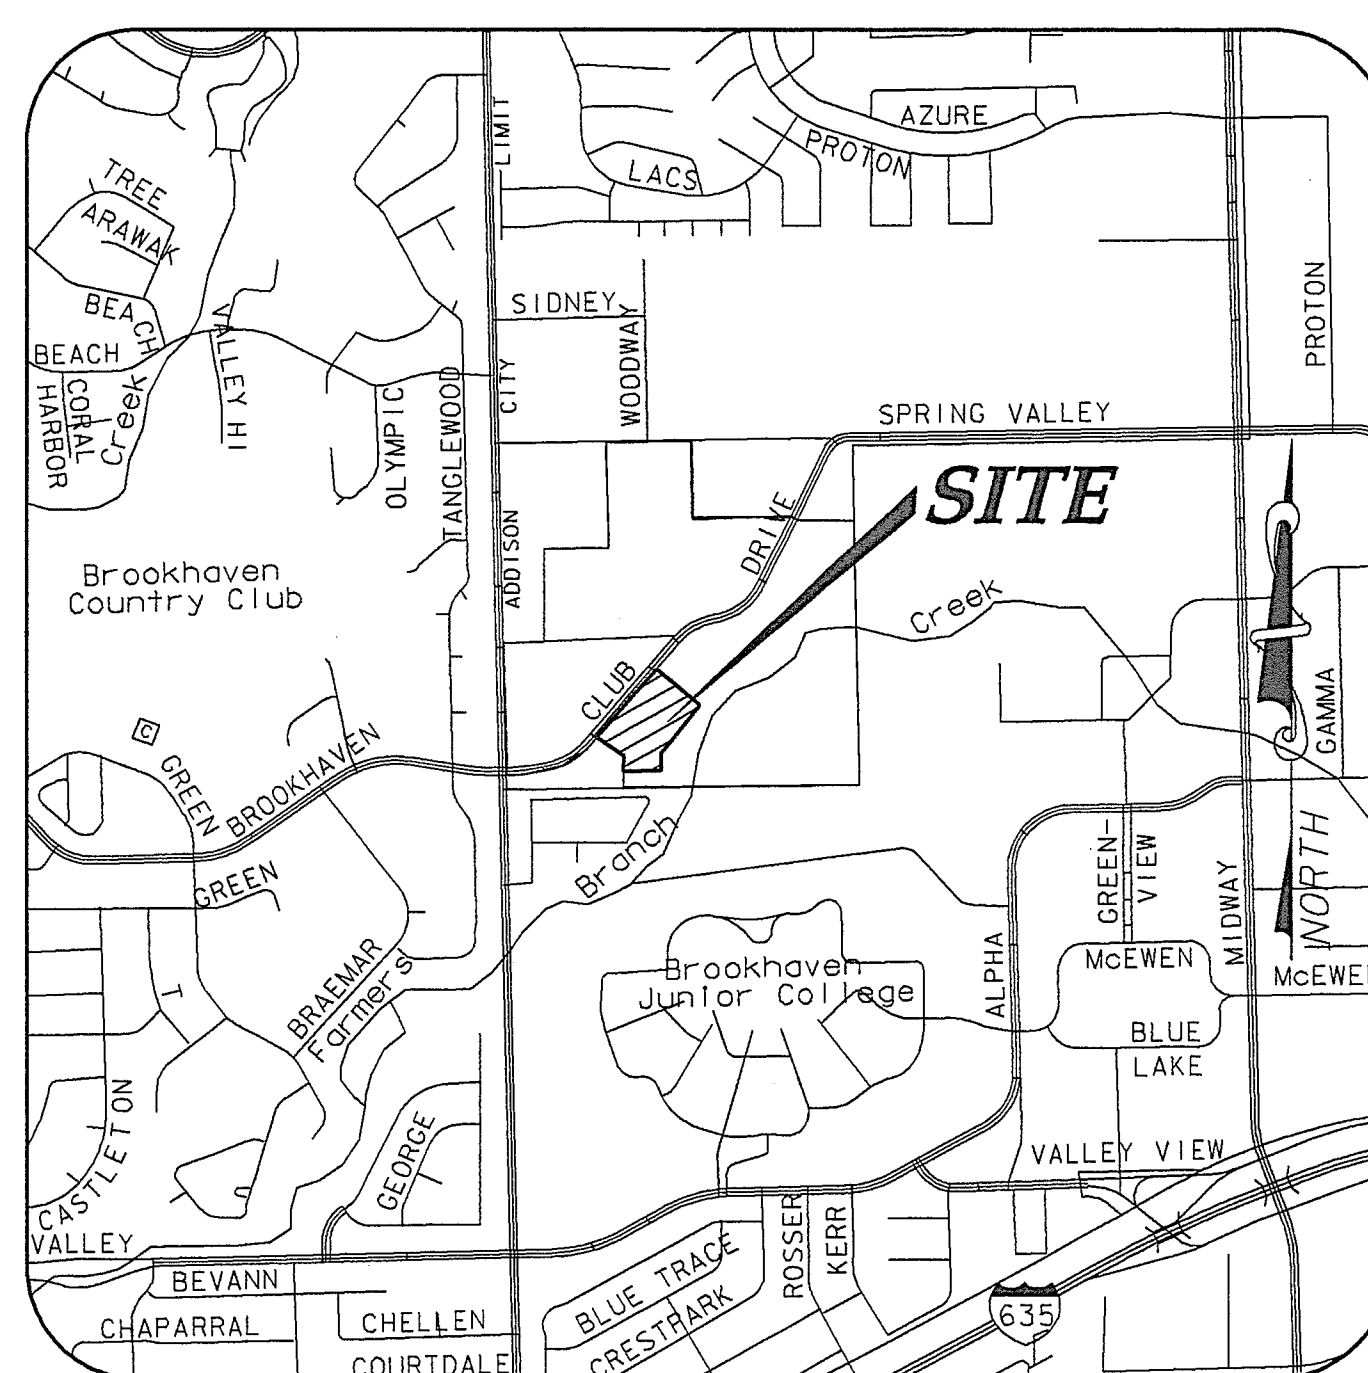 LIMIT
AZURE
PROTON
LACS
TREE
ARAWAK
BEACH
SIDNEY
VALLEY HI
WOODWAY
PROTON
BEACH
CORAL
HARBOR
Creek
OLYMPIC
TANGLEWOOD
CITY
SPRING VALLEY
SITE
DRIVE
ADDISON
Brookhaven
Country Club
Creek
CLUB
GAMMA
C
GREEN
BROOKHAVEN
GREEN
Branch
GREEN-
VIEW
MIDWAY
NORTH
ALPHA
McEWEN
McEWE
Brookhaven
Junior College
BRAEMAR
Farmers
T
BLUE
LAKE
CASTLETON
GEORGE
VALLEY VIEW
VALLEY
ROSSER
KERR
BEVANN
BLUE TRACE
CRESTPARK
635
CHAPARRAL
CHELLEN
COURTDALE